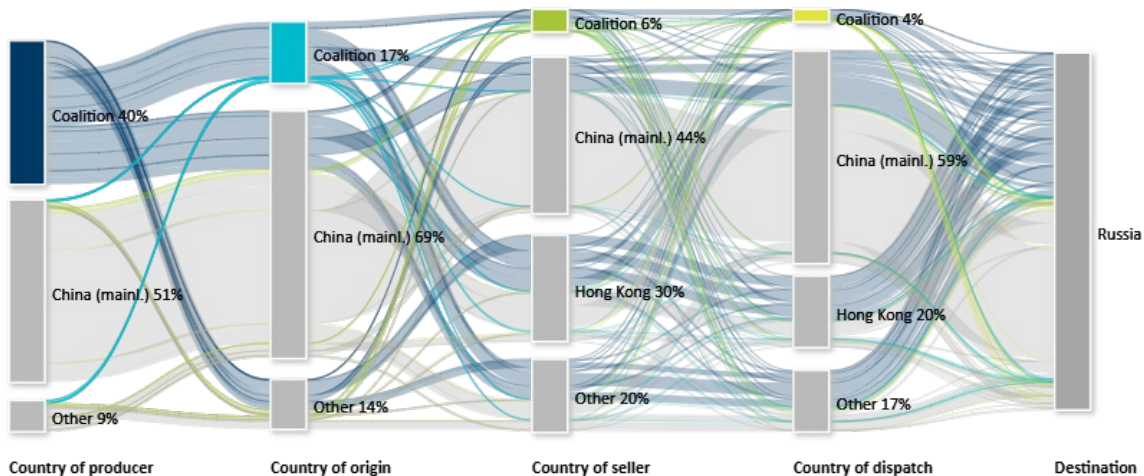 Coalition 40%
China (mainl.) 51%
Other 9%
Country of producer
Coalition 17%
China (mainl.) 69%
Other 14%
Country of origin
Coalition 6%
China (mainl.) 44%
Hong Kong 30%
Other 20%
Country of seller
Coalition 4%
China (mainl.) 59%
Hong Kong 20%
Other 17%
Country of dispatch
Russia
Destination